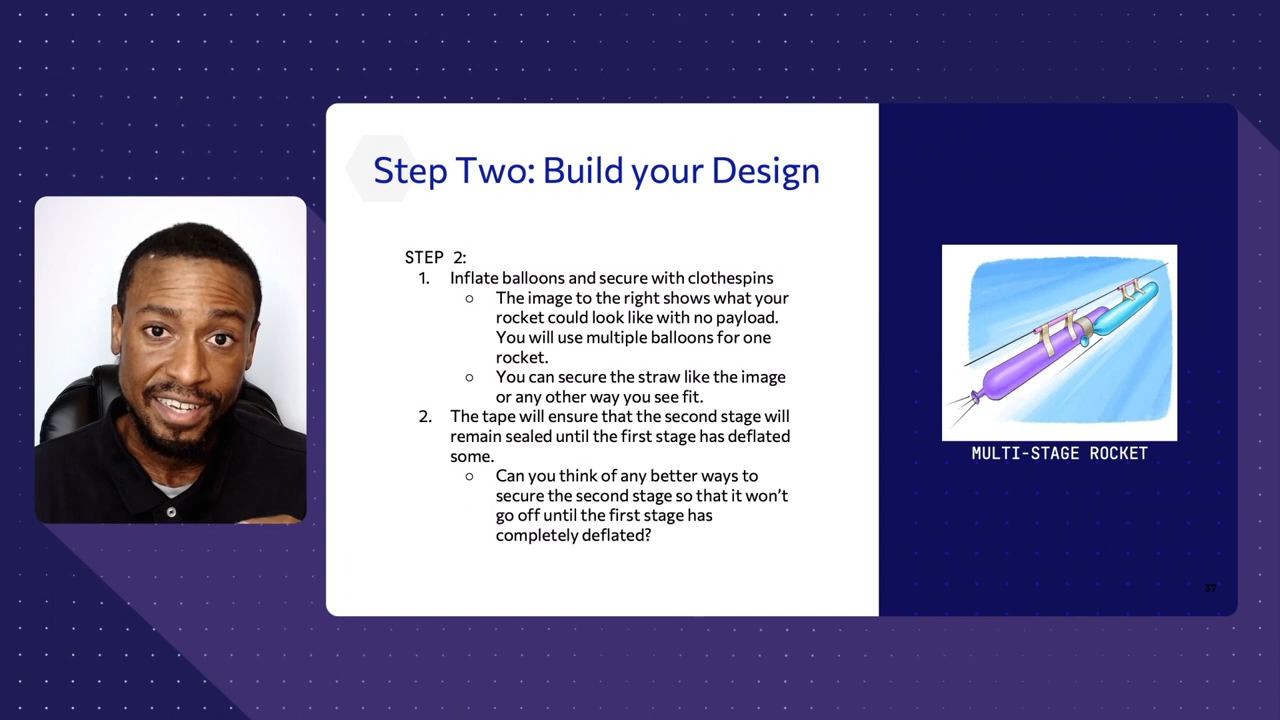 Step Two: Build your Design
STEP 2:
1. Inflate balloons and secure with clothespins
○ The image to the right shows what your
rocket could look like with no payload.
You will use multiple balloons for one
rocket.
○ You can secure the straw like the image
or any other way you see fit.
2. The tape will ensure that the second stage will
remain sealed until the first stage has deflated
some.
○ Can you think of any better ways to
secure the second stage so that it won’t
go off until the first stage has
completely deflated?
MULTI-STAGE ROCKET
37